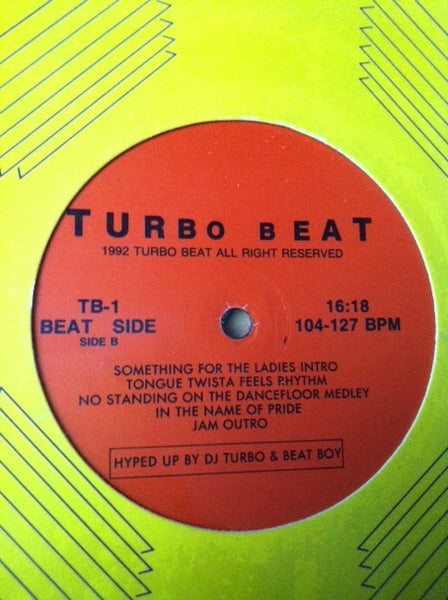 TURBO BEAT
1992 TURBO BEAT ALL RIGHT RESERVED
TB-1
BEAT SIDE
SIDE B
16:18
104-127 BPM
SOMETHING FOR THE LADIES INTRO
TONGUE TWISTA FEELS RHYTHM
NO STANDING ON THE DANCEFLOOR MEDLEY
IN THE NAME OF PRIDE
JAM OUTRO
HYPED UP BY DJ TURBO & BEAT BOY